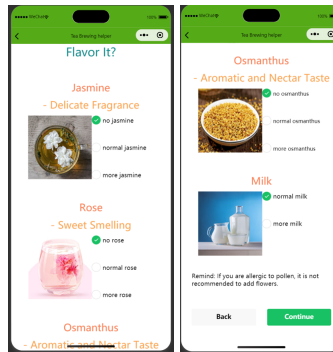 WeChat
100%
Tea Brewing helper
Flavor It?
Jasmine
- Delicate Fragrance
no jasmine
normal jasmine
more jasmine
Rose
- Sweet Smelling
no rose
normal rose
more rose
Osmanthus
- Aromatic and Nectar Taste
WeChat
100%
Tea Brewing helper
Osmanthus
- Aromatic and Nectar Taste
no osmanthus
normal osmanthus
more osmanthus
Milk
normal milk
more milk
Remind: If you are allergic to pollen, it is not
recommended to add flowers.
Back
Continue